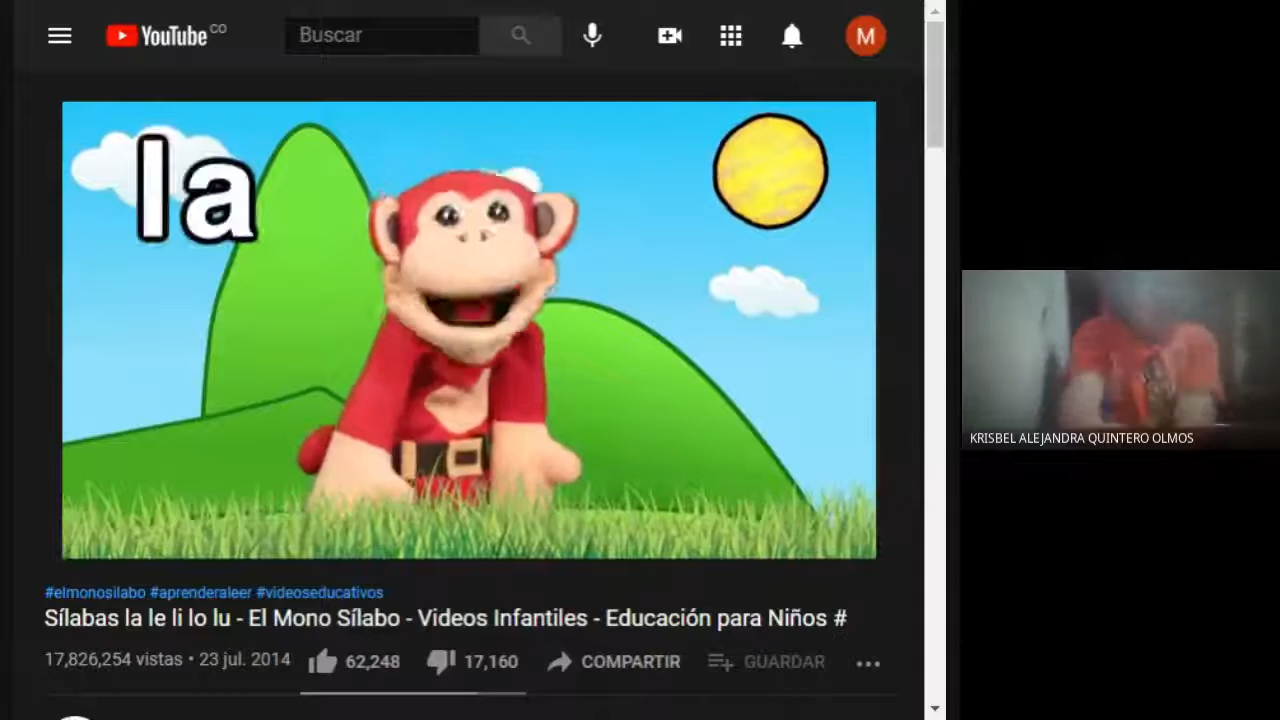 YouTube CO
Buscar
M
la
KRISBEL ALEJANDRA QUINTERO OLMOS
#elmonosilabo #aprenderaleer #videoseducativos
Sílabas la le li lo lu - El Mono Sílabo - Videos Infantiles - Educación para Niños #
17,826,254 vistas • 23 jul. 2014 62,248 17,160 COMPARTIR GUARDAR